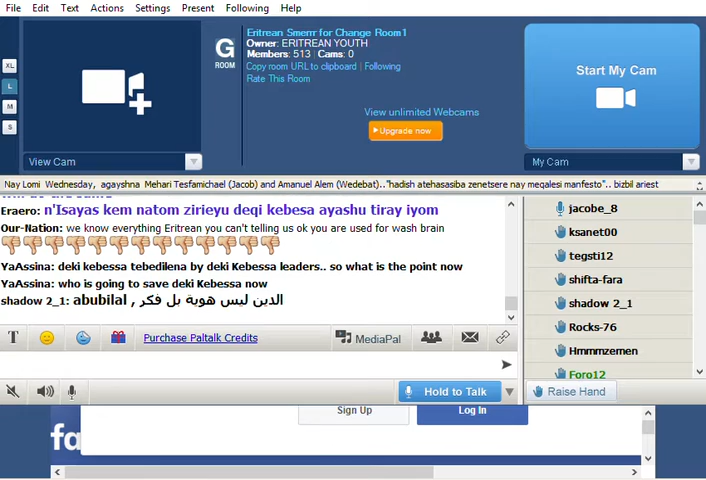 File Edit Text Actions Settings Present Following Help
XL
L
M
S
View Cam
G
ROOM
Eritrean Smerrr for Change Room1
Owner: ERITREAN YOUTH
Members: 513 | Cams: 0
Copy room URL to clipboard | Following
Rate This Room
View unlimited Webcams
Upgrade now
Start My Cam
My Cam
Nay Lomi Wednesday, agayshna Mehari Tesfamichael (Jacob) and Amanuel Alem (Wedebat).."hadish atehasasiba zenetsere nay meqalesi manfesto".. bizbil ariest
Eraero: n'Isayas kem natom zirieyu deqi kebesa ayashu tiray iyom
Our-Nation: we know everything Eritrean you can't telling us ok you are used for wash brain
YaAssina: deki kebessa tebedilena by deki Kebessa leaders.. so what is the point now
YaAssina: who is going to save deki Kebessa now
shadow 2_1: abubilal , الدين ليس هوية بل فكر
jacobe_8
ksanet00
tegsti12
shifta-fara
shadow 2_1
Rocks-76
Hmmmzemen
Foro12
T Purchase Paltalk Credits MediaPal
Hold to Talk
Raise Hand
Sign Up Log In
fa